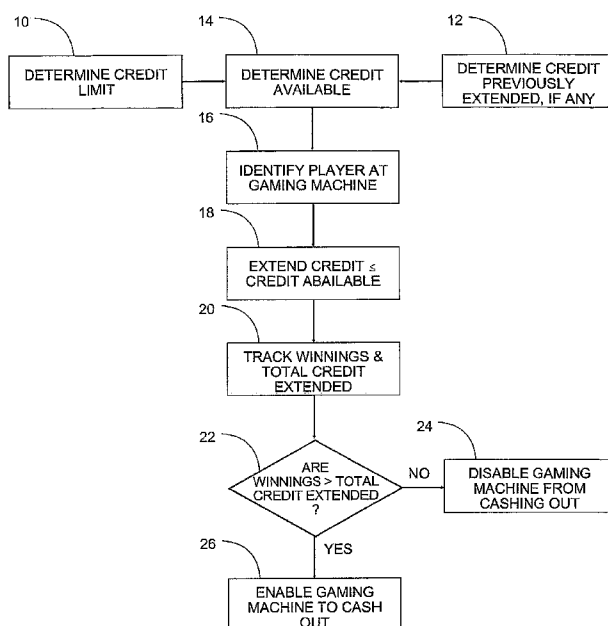 10
14
12
DETERMINE CREDIT
LIMIT
DETERMINE CREDIT
AVAILABLE
DETERMINE CREDIT
PREVIOUSLY
EXTENDED, IF ANY
16
IDENTIFY PLAYER AT
GAMING MACHINE
18
EXTEND CREDIT ≤
CREDIT ABAILABLE
20
TRACK WINNINGS &
TOTAL CREDIT
EXTENDED
22
ARE
WINNINGS > TOTAL
CREDIT EXTENDED
?
NO
24
DISABLE GAMING
MACHINE FROM
CASHING OUT
YES
26
ENABLE GAMING
MACHINE TO CASH
OUT